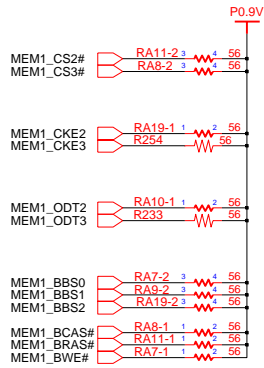 P0.9V
MEM1_CS2# RA11-2 3 4 56
MEM1_CS3# RA8-2 3 4 56
MEM1_CKE2 RA19-1 1 2 56
MEM1_CKE3 R254 56
MEM1_ODT2 RA10-1 1 2 56
MEM1_ODT3 R233 56
MEM1_BBS0 RA7-2 3 4 56
MEM1_BBS1 RA9-2 3 4 56
MEM1_BBS2 RA19-2 3 4 56
MEM1_BCAS# RA8-1 1 2 56
MEM1_BRAS# RA11-1 1 2 56
MEM1_BWE# RA7-1 1 2 56